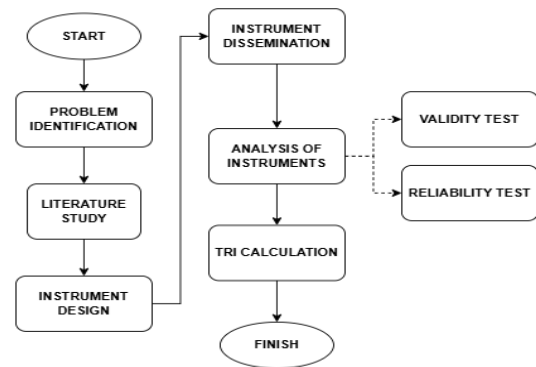 START
PROBLEM
IDENTIFICATION
LITERATURE
STUDY
INSTRUMENT
DESIGN
INSTRUMENT
DISSEMINATION
ANALYSIS OF
INSTRUMENTS
VALIDITY TEST
RELIABILITY TEST
TRI CALCULATION
FINISH